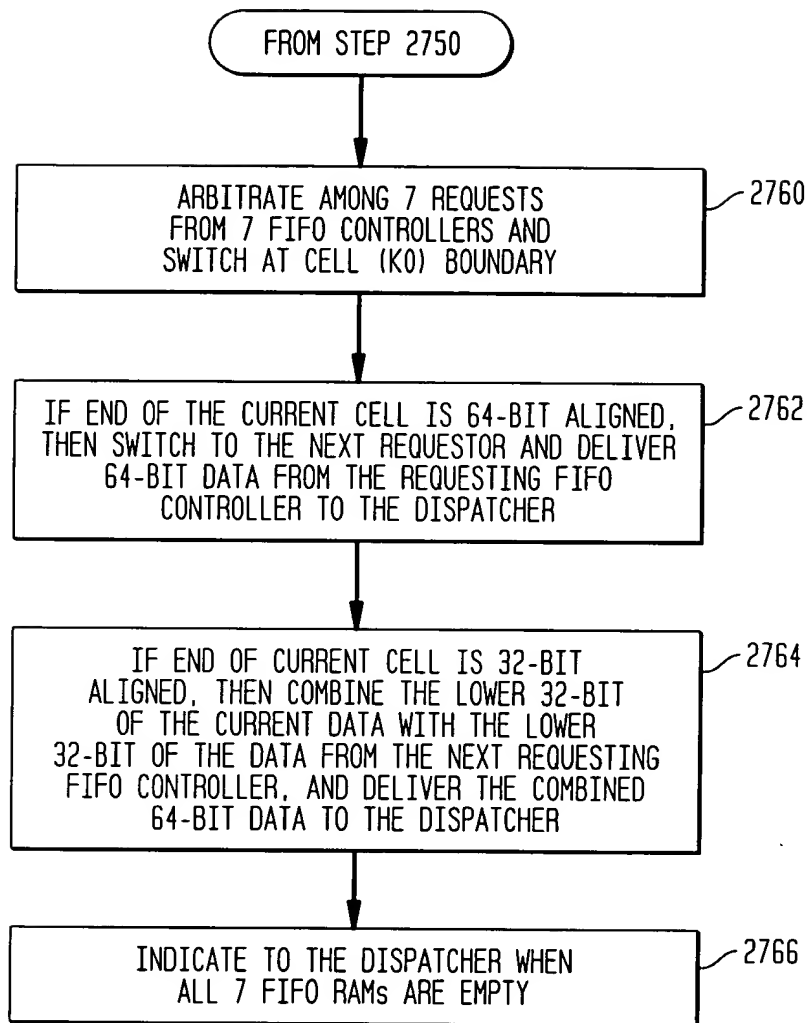 FROM STEP 2750
ARBITRATE AMONG 7 REQUESTS
FROM 7 FIFO CONTROLLERS AND
SWITCH AT CELL (K0) BOUNDARY
2760
IF END OF THE CURRENT CELL IS 64-BIT ALIGNED,
THEN SWITCH TO THE NEXT REQUESTOR AND DELIVER
64-BIT DATA FROM THE REQUESTING FIFO
CONTROLLER TO THE DISPATCHER
2762
IF END OF CURRENT CELL IS 32-BIT
ALIGNED, THEN COMBINE THE LOWER 32-BIT
OF THE CURRENT DATA WITH THE LOWER
32-BIT OF THE DATA FROM THE NEXT REQUESTING
FIFO CONTROLLER, AND DELIVER THE COMBINED
64-BIT DATA TO THE DISPATCHER
2764
INDICATE TO THE DISPATCHER WHEN
ALL 7 FIFO RAMs ARE EMPTY
2766